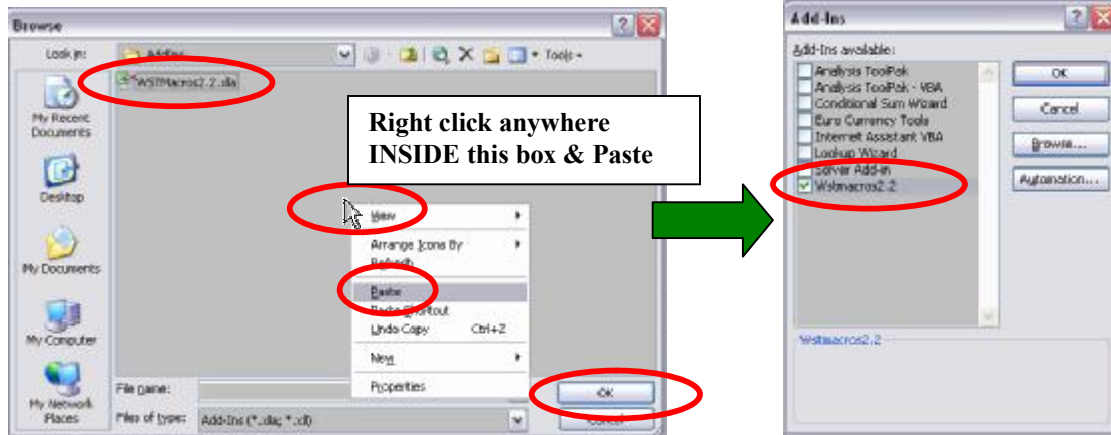 Browse
Look in:
AddIns
Tools
WSTMacros2.2.xla
My Recent
Documents
Desktop
My Documents
My Computer
My Network
Places
Right click anywhere
INSIDE this box & Paste
View
Arrange Icons By
Refresh
Paste
Paste Shortcut
Undo Copy Ctrl+Z
New
Properties
File name:
OK
Files of type: Add-Ins (*.xla; *.xll)
Cancel
Add-Ins
Add-Ins available:
Analysis ToolPak
Analysis ToolPak - VBA
Conditional Sum Wizard
Euro Currency Tools
Internet Assistant VBA
Lookup Wizard
Solver Add-in
Wstmacros2.2
OK
Cancel
Browse...
Automation...
Wstmacros2.2